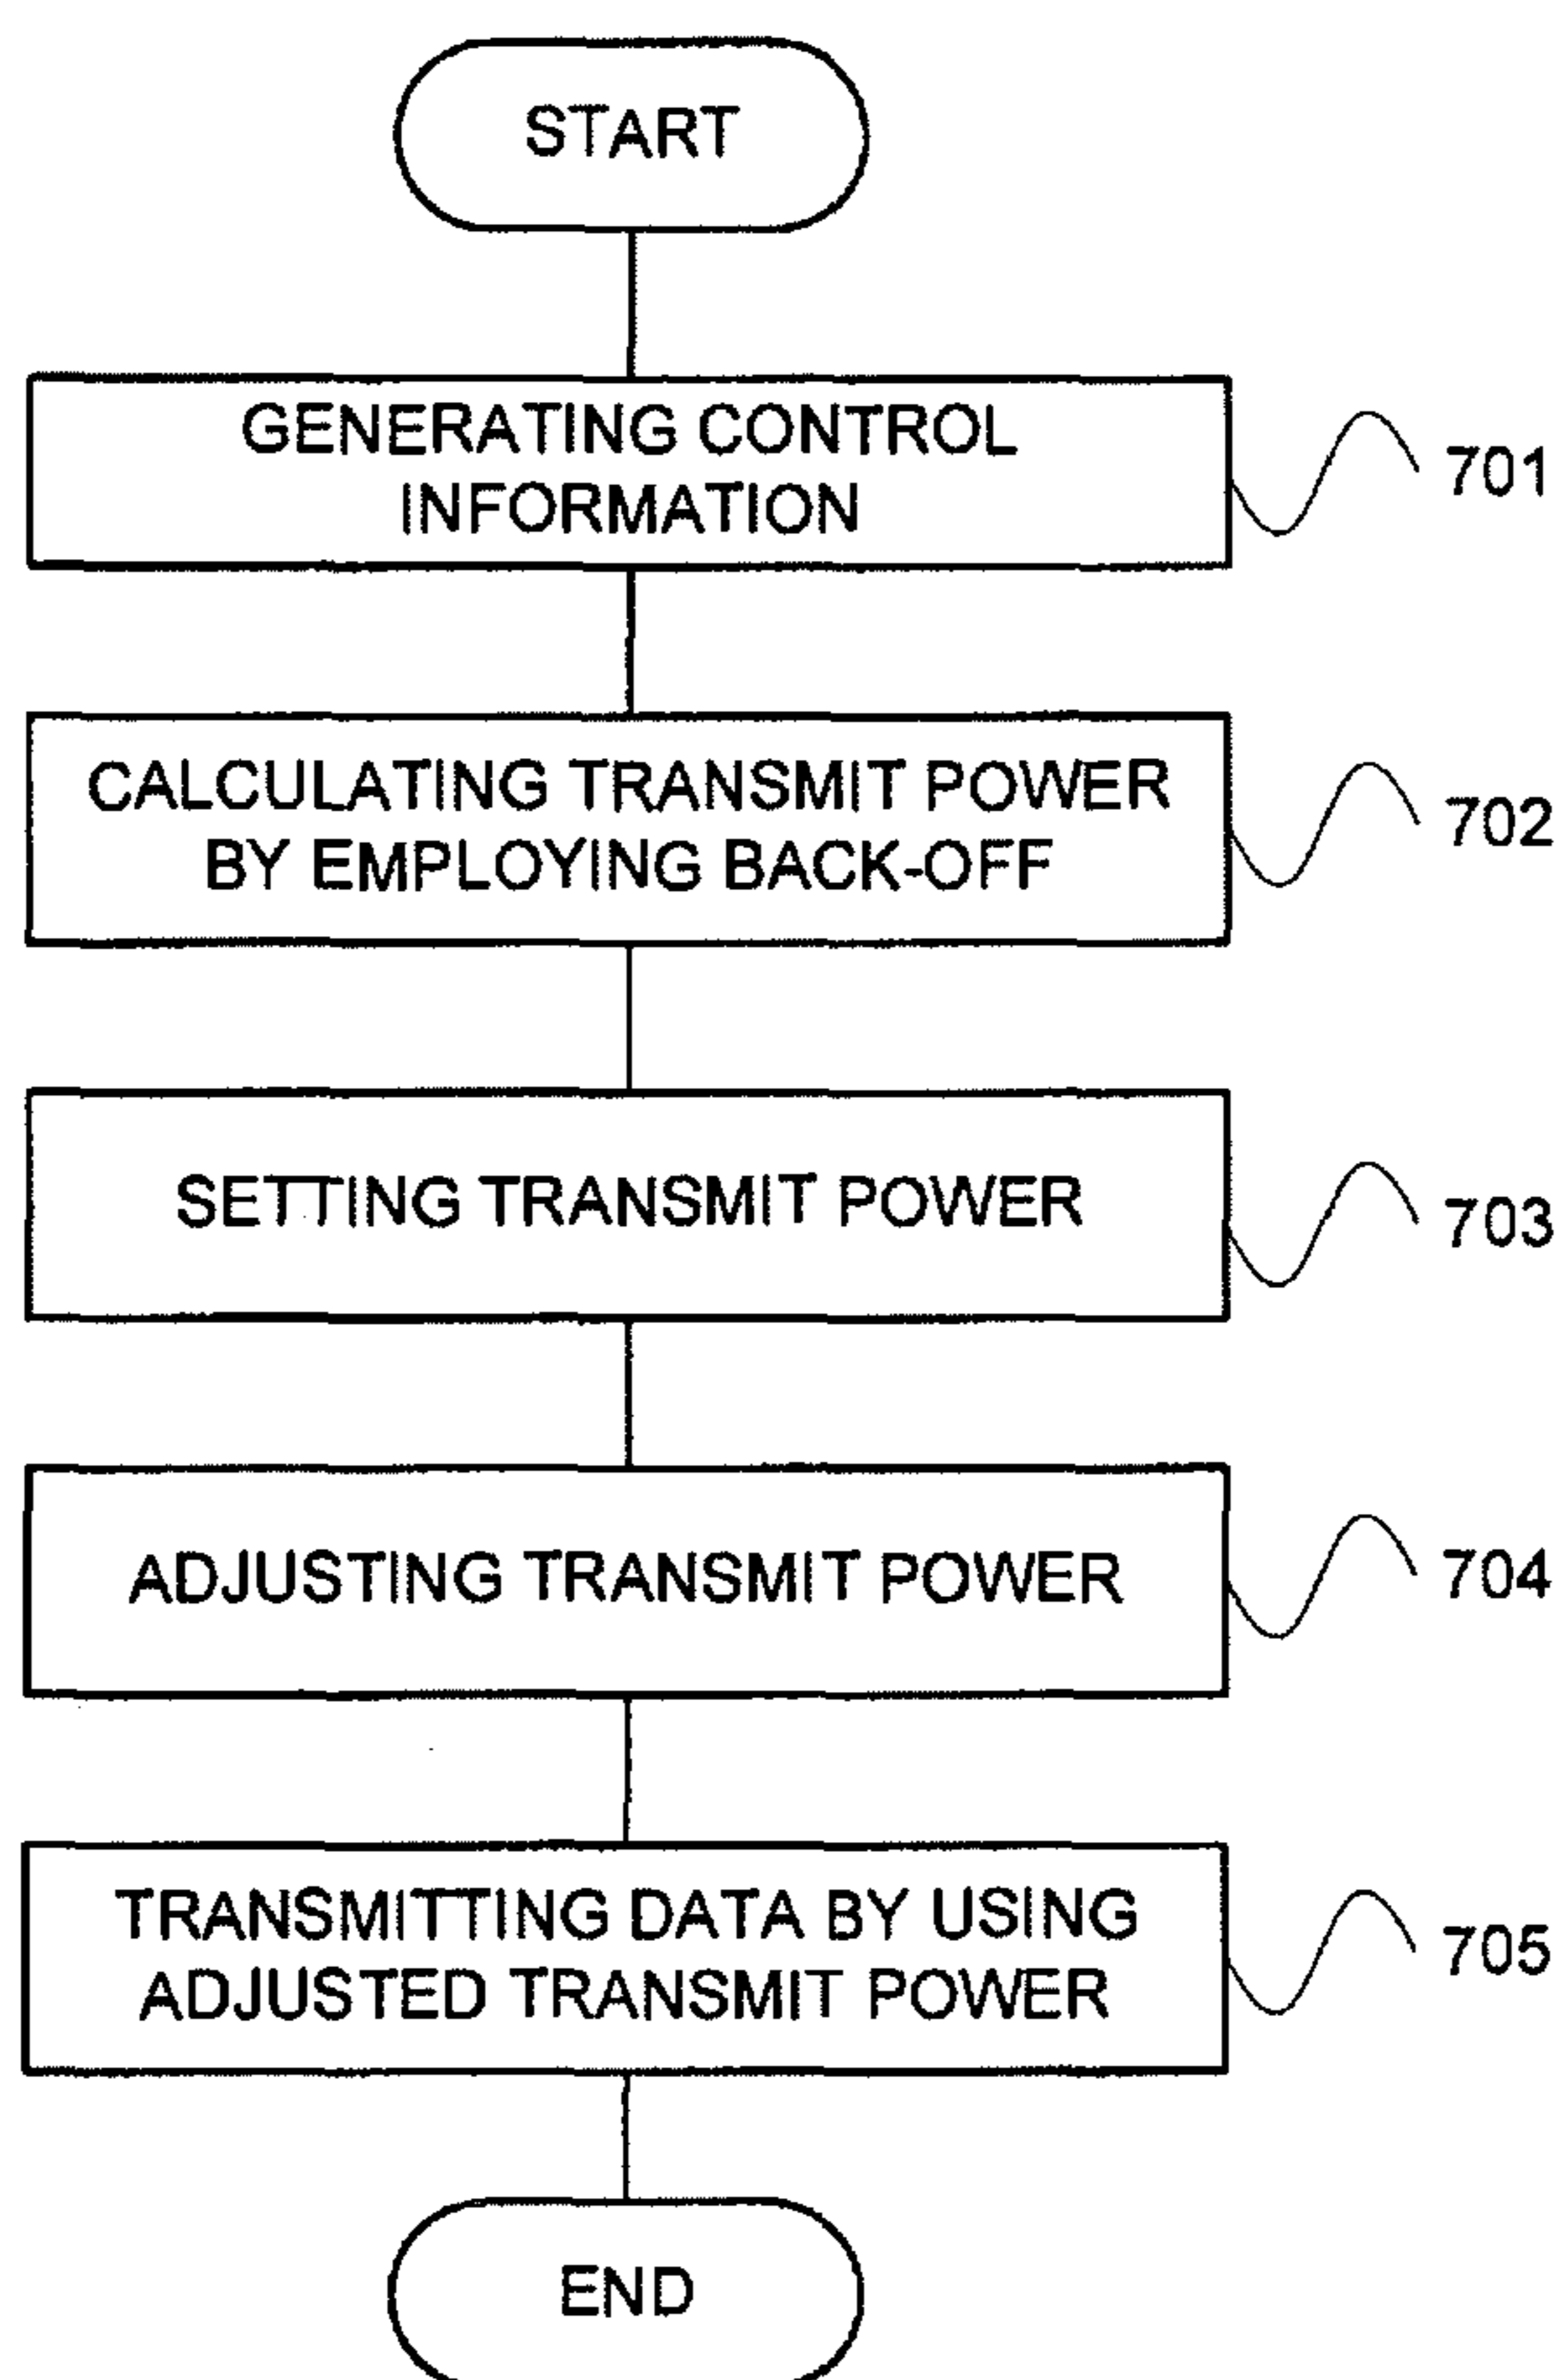 START
GENERATING CONTROL
INFORMATION
701
CALCULATING TRANSMIT POWER
BY EMPLOYING BACK-OFF
702
SETTING TRANSMIT POWER
703
ADJUSTING TRANSMIT POWER
704
TRANSMITTING DATA BY USING
ADJUSTED TRANSMIT POWER
705
END